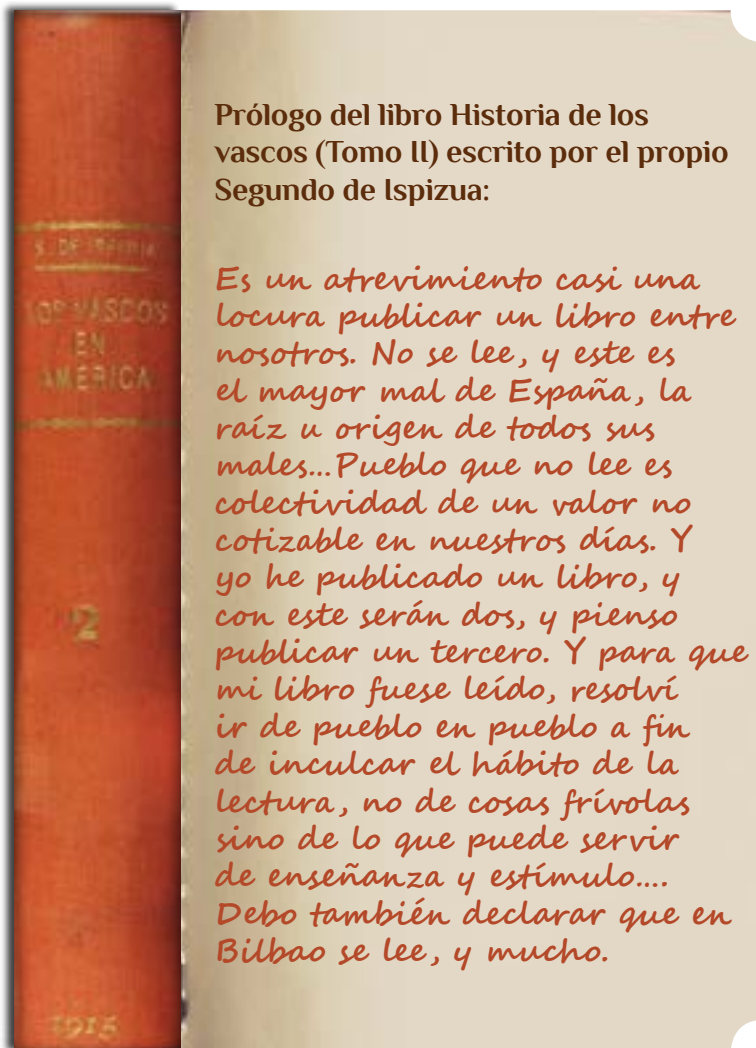 S. DE ISPIZUA
LOS VASCOS
EN
AMERICA
2
1915
Prólogo del libro Historia de los
vascos (Tomo II) escrito por el propio
Segundo de Ispizua:
Es un atrevimiento casi una
locura publicar un libro entre
nosotros. No se lee, y este es
el mayor mal de España, la
raíz u origen de todos sus
males...Pueblo que no lee es
colectividad de un valor no
cotizable en nuestros días. Y
yo he publicado un libro, y
con este serán dos, y pienso
publicar un tercero. Y para que
mi libro fuese leído, resolví
ir de pueblo en pueblo a fin
de inculcar el hábito de la
lectura, no de cosas frívolas
sino de lo que puede servir
de enseñanza y estímulo....
Debo también declarar que en
Bilbao se lee, y mucho.